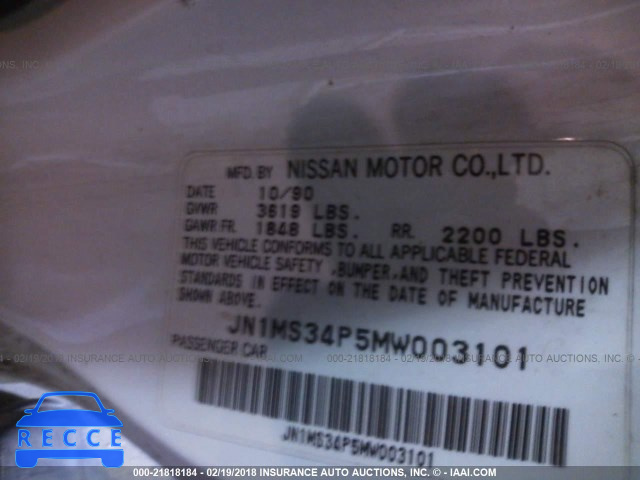 MFD. BY NISSAN MOTOR CO.,LTD.
DATE 10/90
GVWR 3619 LBS.
GAWR FR. 1848 LBS. RR. 2200 LBS.
THIS VEHICLE CONFORMS TO ALL APPLICABLE FEDERAL
MOTOR VEHICLE SAFETY ,BUMPER,AND THEFT PREVENTION
STANDARDS IN EFFECT ON THE DATE OF MANUFACTURE
SHOWN ABOVE.
JN1MS34P5MW003101
PASSENGER CAR
JN1MS34P5MW003101
RECCE
000-21818184 - 02/19/2018 INSURANCE AUTO AUCTIONS, INC. - © IAAI.COM